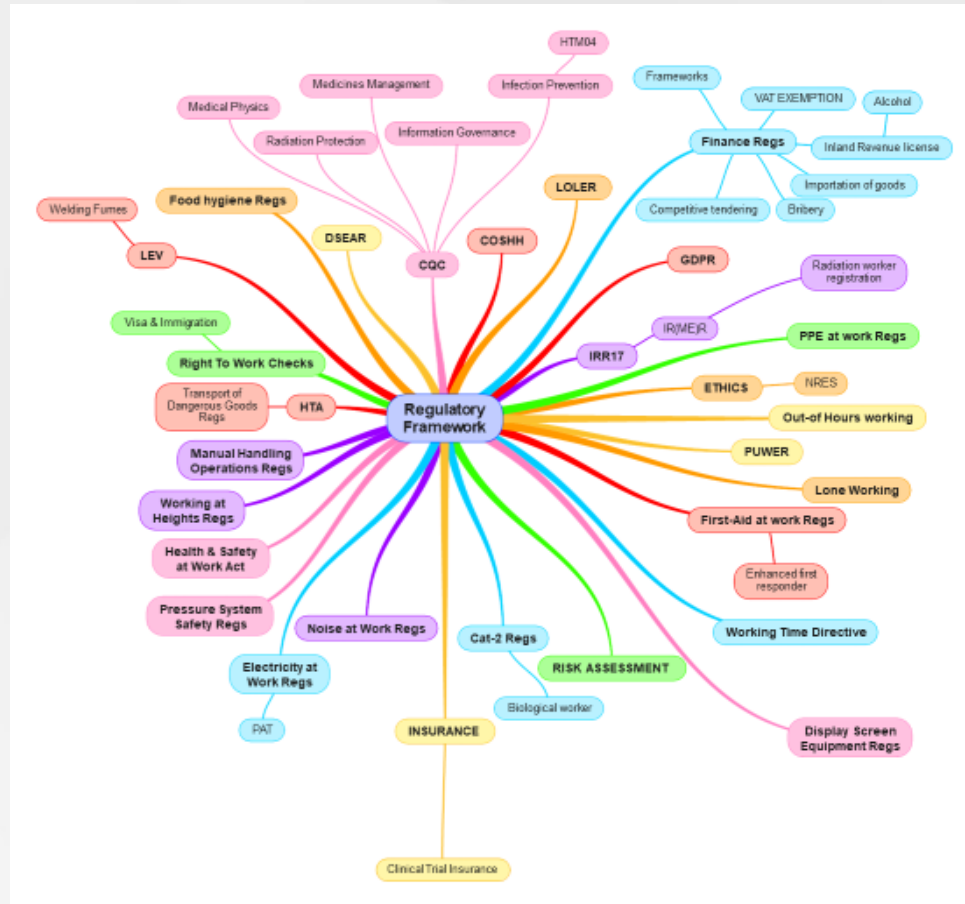 HTM04
Frameworks
Medicines Management
Infection Prevention
VAT EXEMPTION
Alcohol
Medical Physics
Radiation Protection
Information Governance
Finance Regs
Inland Revenue license
Food hygiene Regs
LOLER
Importation of goods
Welding Fumes
Competitive tendering
Bribery
DSEAR
COSHH
LEV
CQC
GDPR
Radiation worker
registration
Visa & Immigration
IR(ME)R
PPE at work Regs
Right To Work Checks
IRR17
ETHICS
NRES
Transport of
Dangerous Goods
Regs
HTA
Regulatory
Framework
Out-of Hours working
Manual Handling
Operations Regs
PUWER
Lone Working
Working at
Heights Regs
First-Aid at work Regs
Health & Safety
at Work Act
Enhanced first
responder
Pressure System
Safety Regs
Noise at Work Regs
Cat-2 Regs
Working Time Directive
Electricity at
Work Regs
RISK ASSESSMENT
Biological worker
PAT
INSURANCE
Display Screen
Equipment Regs
Clinical Trial Insurance